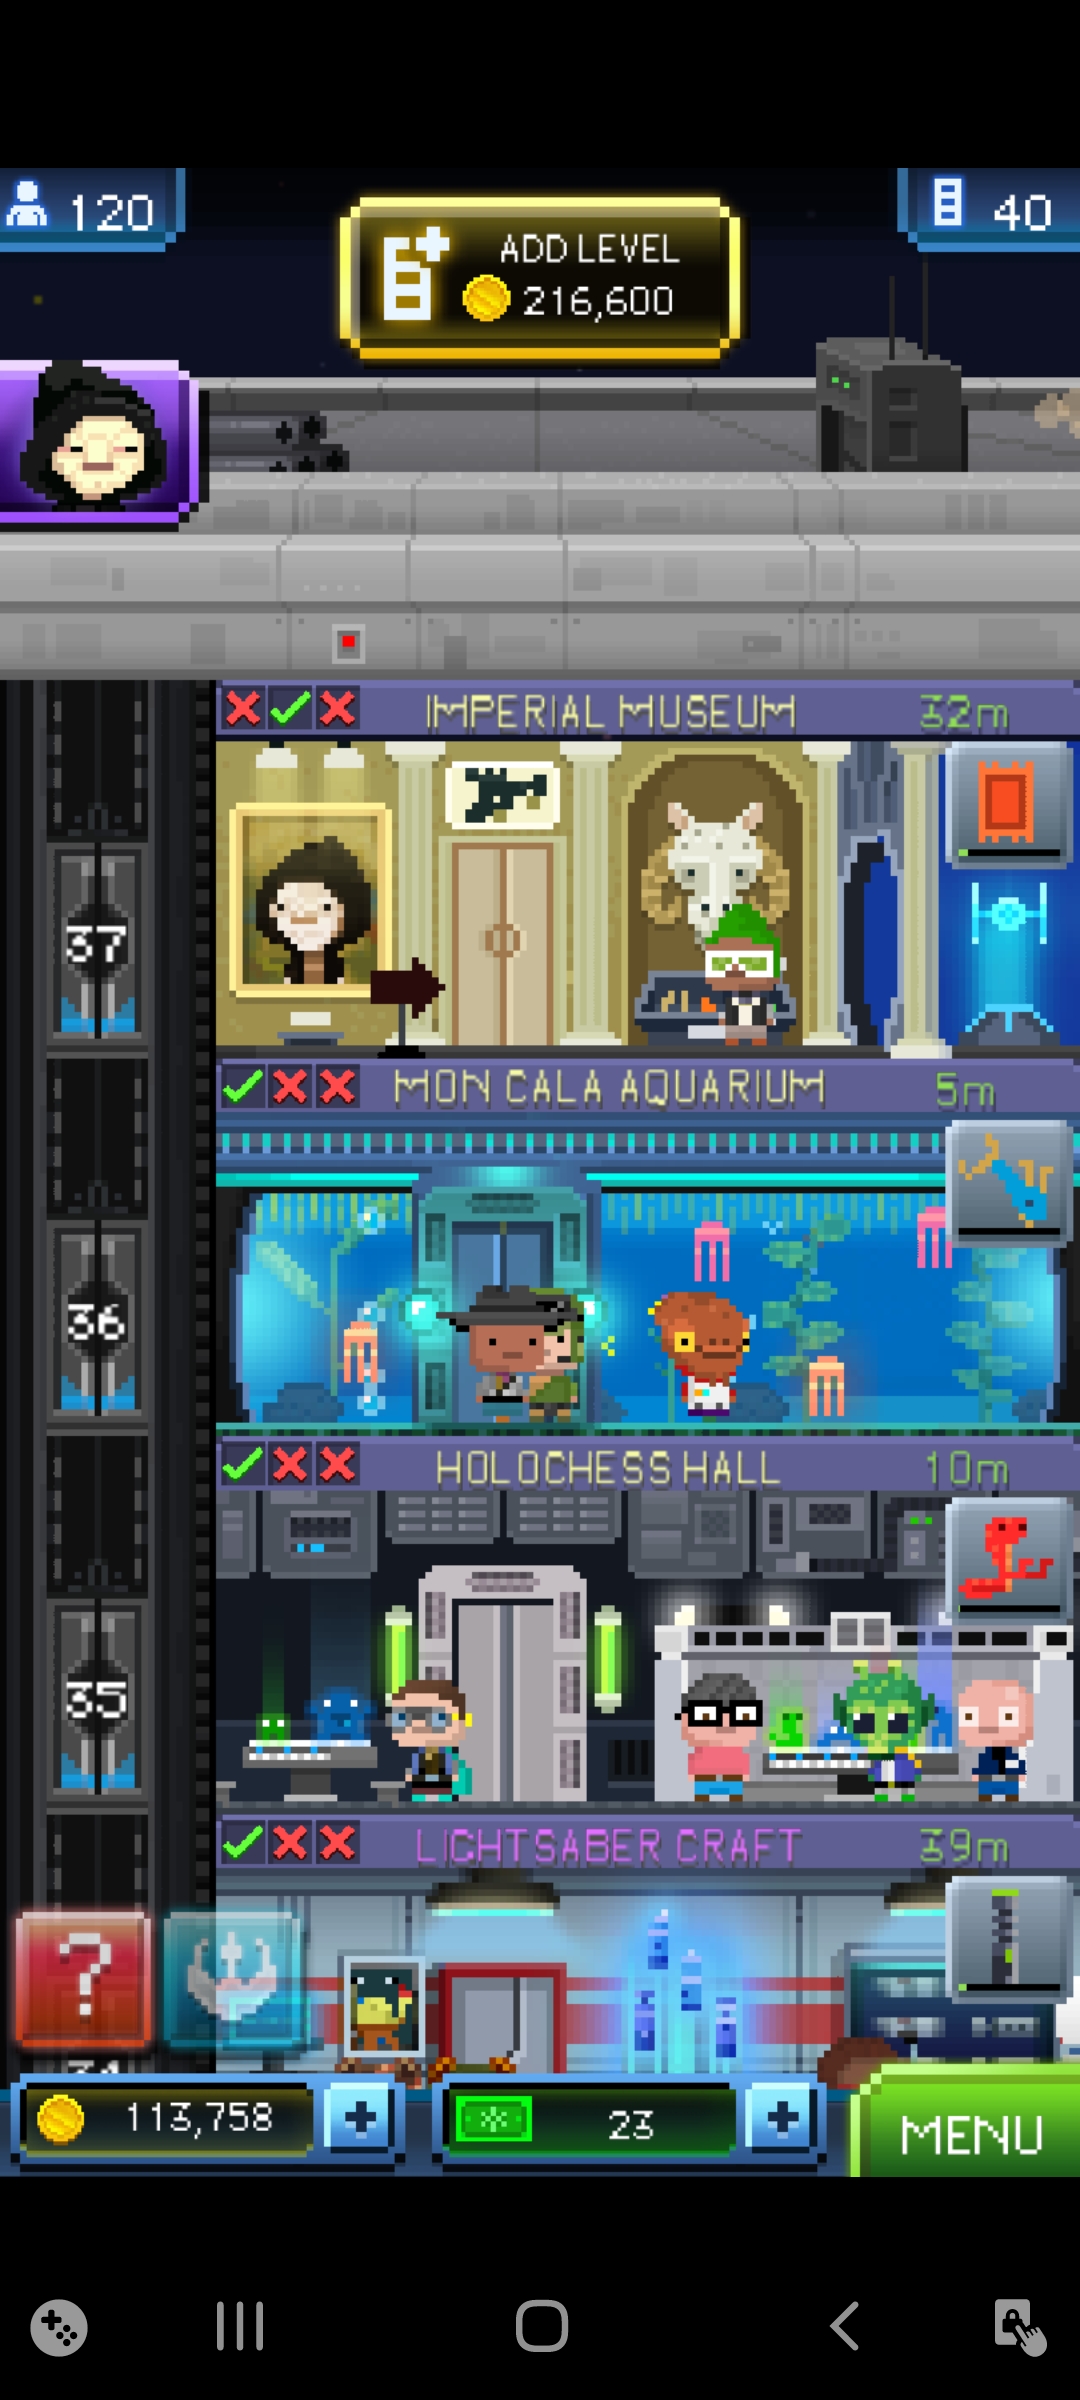 120
ADD LEVEL
216,600
40
IMPERIAL MUSEUM 32m
37
MON CALA AQUARIUM 5m
36
HOLOCHESS HALL 10m
35
LIGHTSABER CRAFT 39m
?
113,758
23
MENU